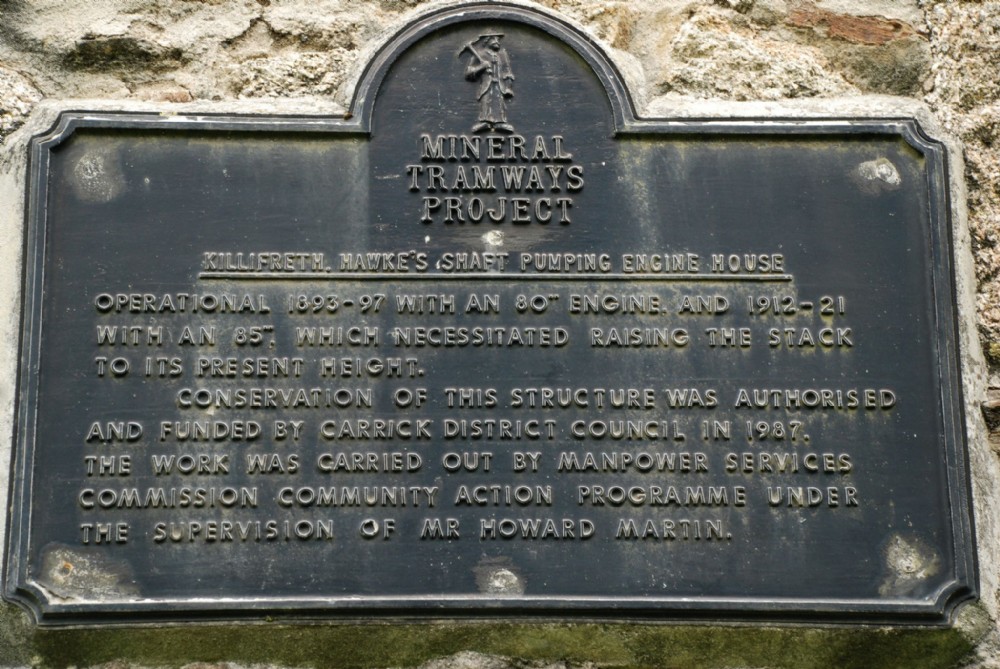 MINERAL
TRAMWAYS
PROJECT
KILLIFRETH, HAWKE'S SHAFT PUMPING ENGINE HOUSE
OPERATIONAL 1893-97 WITH AN 80" ENGINE, AND 1912-21
WITH AN 85", WHICH NECESSITATED RAISING THE STACK
TO ITS PRESENT HEIGHT.
CONSERVATION OF THIS STRUCTURE WAS AUTHORISED
AND FUNDED BY CARRICK DISTRICT COUNCIL IN 1987.
THE WORK WAS CARRIED OUT BY MANPOWER SERVICES
COMMISSION COMMUNITY ACTION PROGRAMME UNDER
THE SUPERVISION OF MR HOWARD MARTIN.